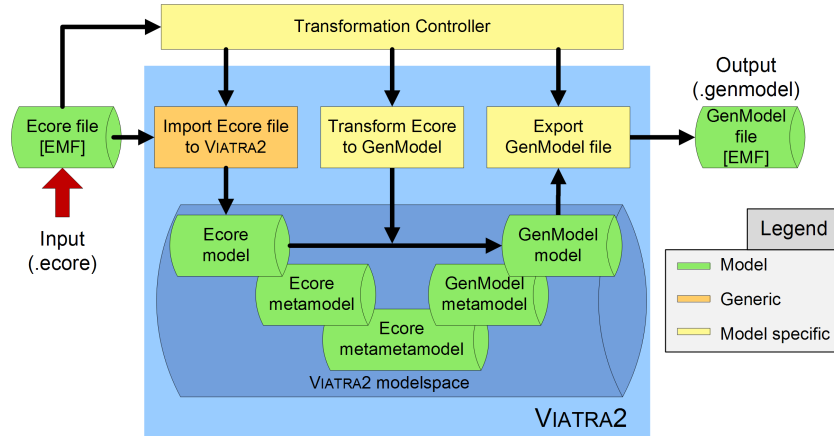 Transformation Controller
Output
(.genmodel)
Ecore file
[EMF]
Import Ecore file
to VIATRA2
Transform Ecore
to GenModel
Export
GenModel file
GenModel
file
[EMF]
Input
(.ecore)
Ecore
model
GenModel
model
Ecore
metamodel
GenModel
metamodel
Ecore
metametamodel
VIATRA2 modelspace
VIATRA2
Legend
Model
Generic
Model specific